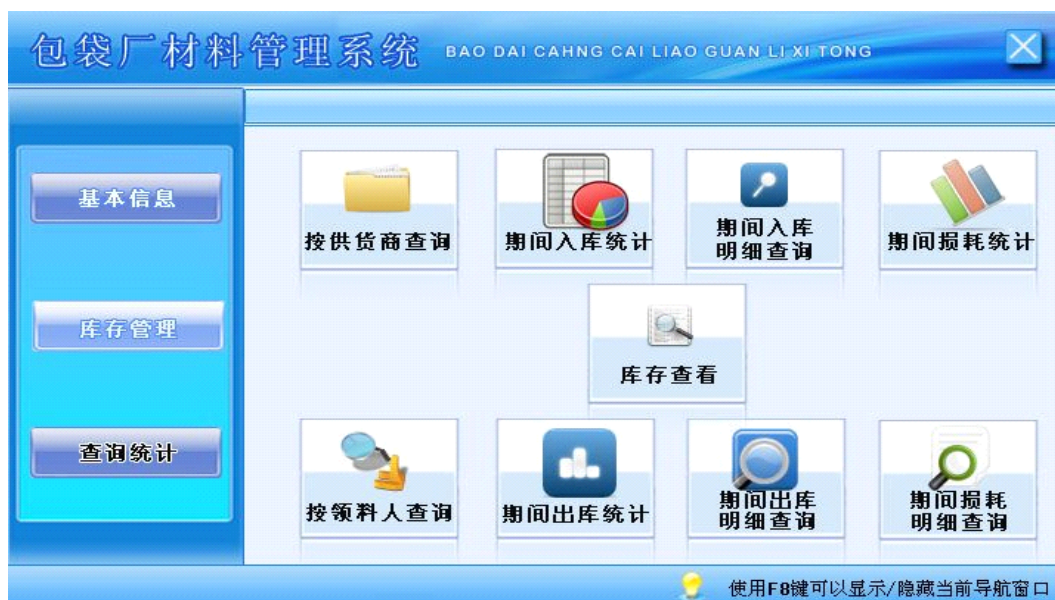 包袋厂材料管理系统 BAO DAI CAHNG CAI LIAO GUAN LI XI TONG
基本信息
库存管理
查询统计
按供货商查询
期间入库统计
期间入库
明细查询
期间损耗统计
库存查看
按领料人查询
期间出库统计
期间出库
明细查询
期间损耗
明细查询
使用F8键可以显示/隐藏当前导航窗口